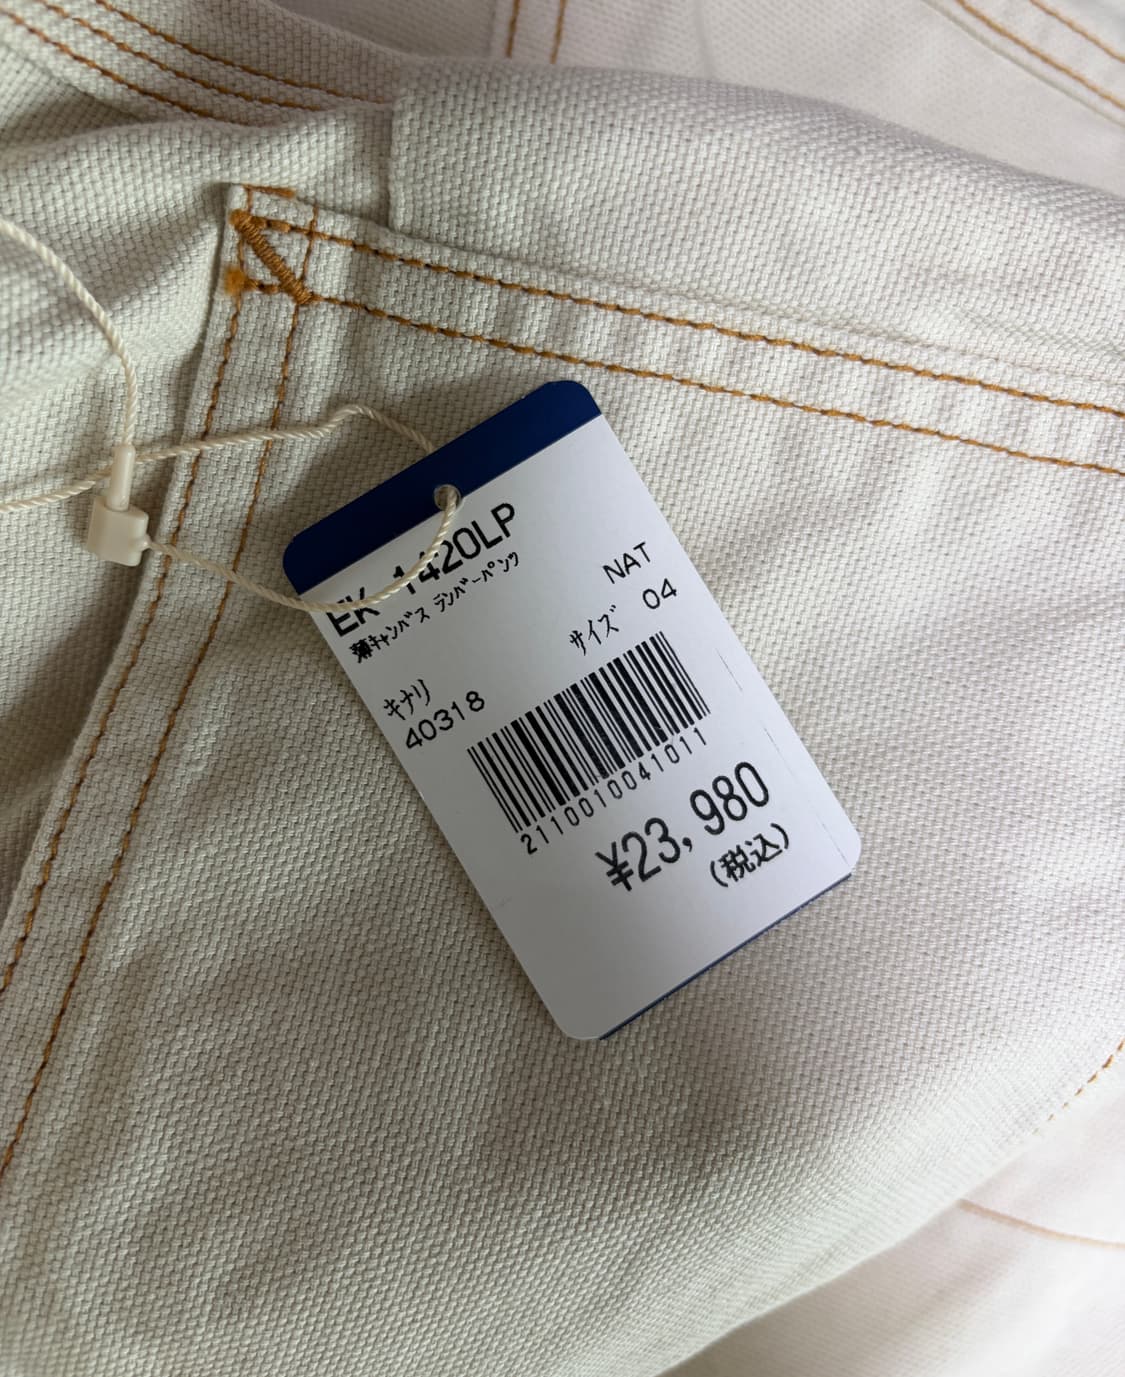 EK-1420LP
薄キャンバス ランバーパンツ
キナリ NAT
40318 サイズ 04
2110010041011
¥23,980
(税込)